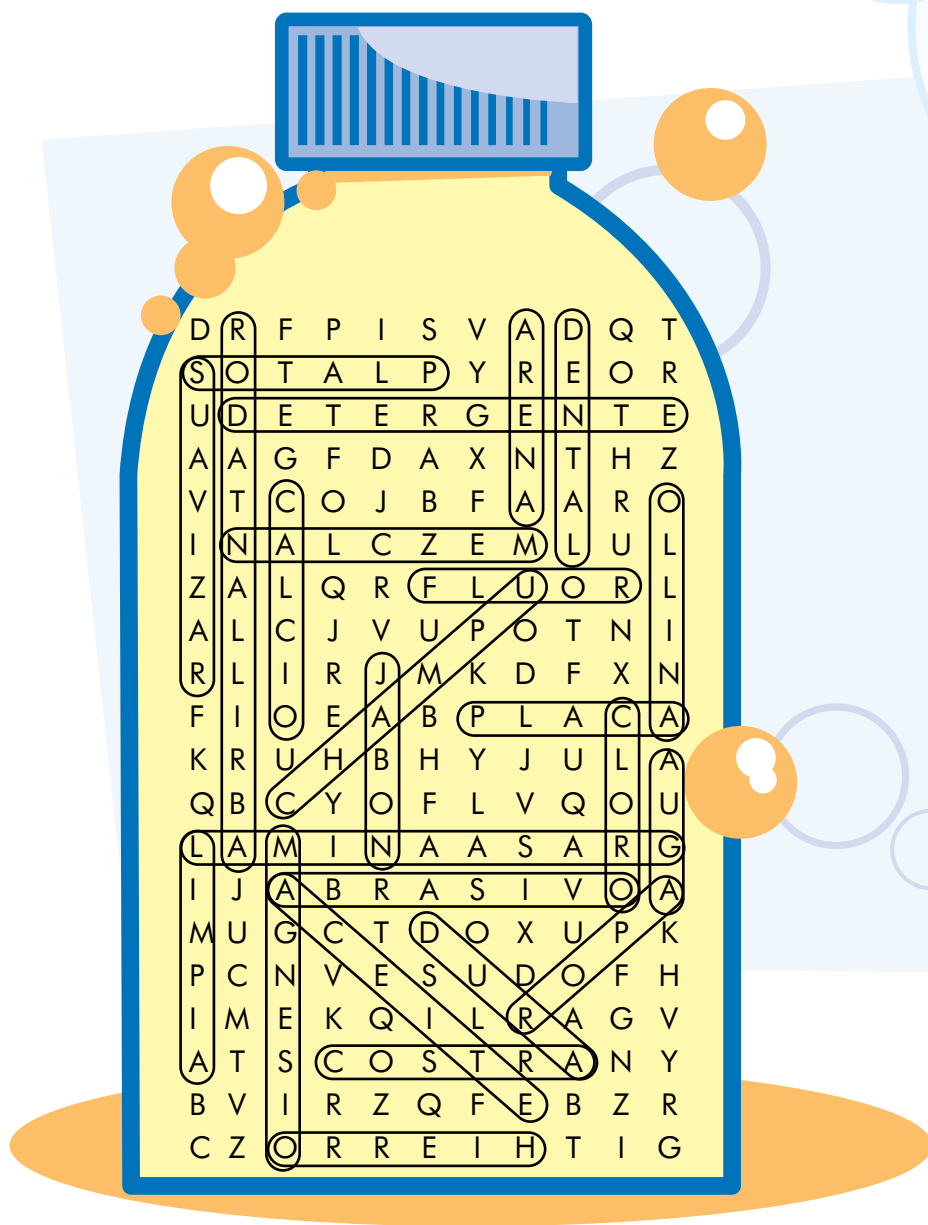 D R F P I S V A D Q T
S O T A L P Y R E O R
U D E T E R G E N T E
A A G F D A X N T H Z
V T C O J B F A A R O
I N A L C Z E M L U L
Z A L Q R F L U O R L
A L C J V U P O T N I
R L I R J M K D F X N
F I O E A B P L A C A
K R U H B H Y J U L A
Q B C Y O F L V Q O U
L A M I N A A S A R G
I J A B R A S I V O A
M U G C T D O X U P K
P C N V E S U D O F H
I M E K Q I L R A G V
A T S C O S T R A N Y
B V I R Z Q F E B Z R
C Z O R R E I H T I G